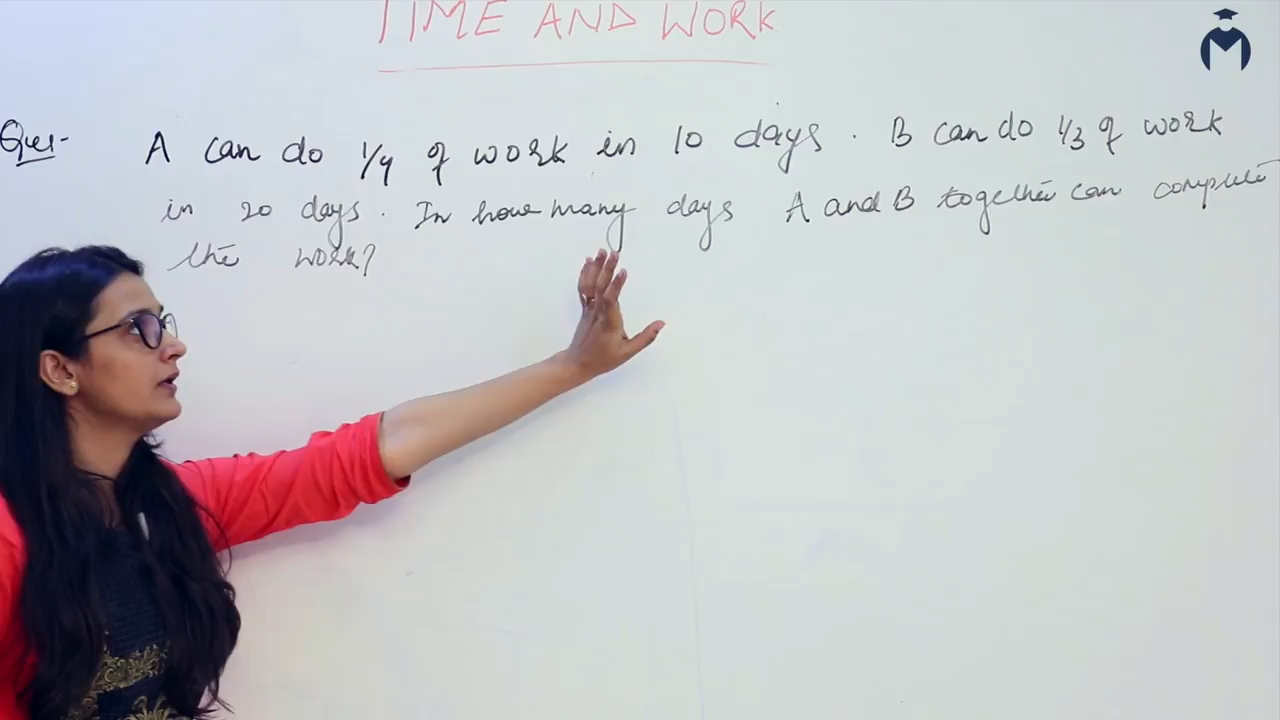 TIME AND WORK
Ques- A can do 1/4 of work in 10 days. B can do 1/3 of work
in 20 days. In how many days A and B together can complete
the work?